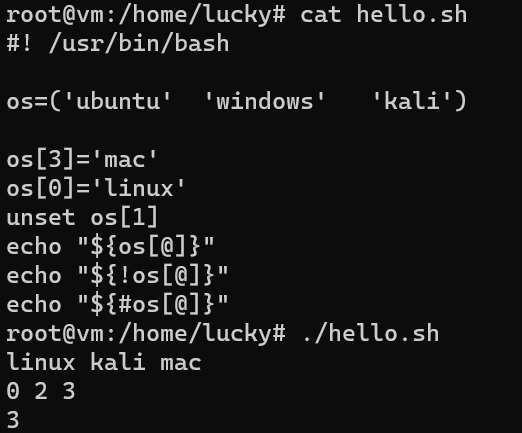 root@vm:/home/lucky# cat hello.sh
#! /usr/bin/bash
os=('ubuntu'  'windows'   'kali')
os[3]='mac'
os[0]='linux'
unset os[1]
echo "${os[@]}"
echo "${!os[@]}"
echo "${#os[@]}"
root@vm:/home/lucky# ./hello.sh
linux kali mac
0 2 3
3